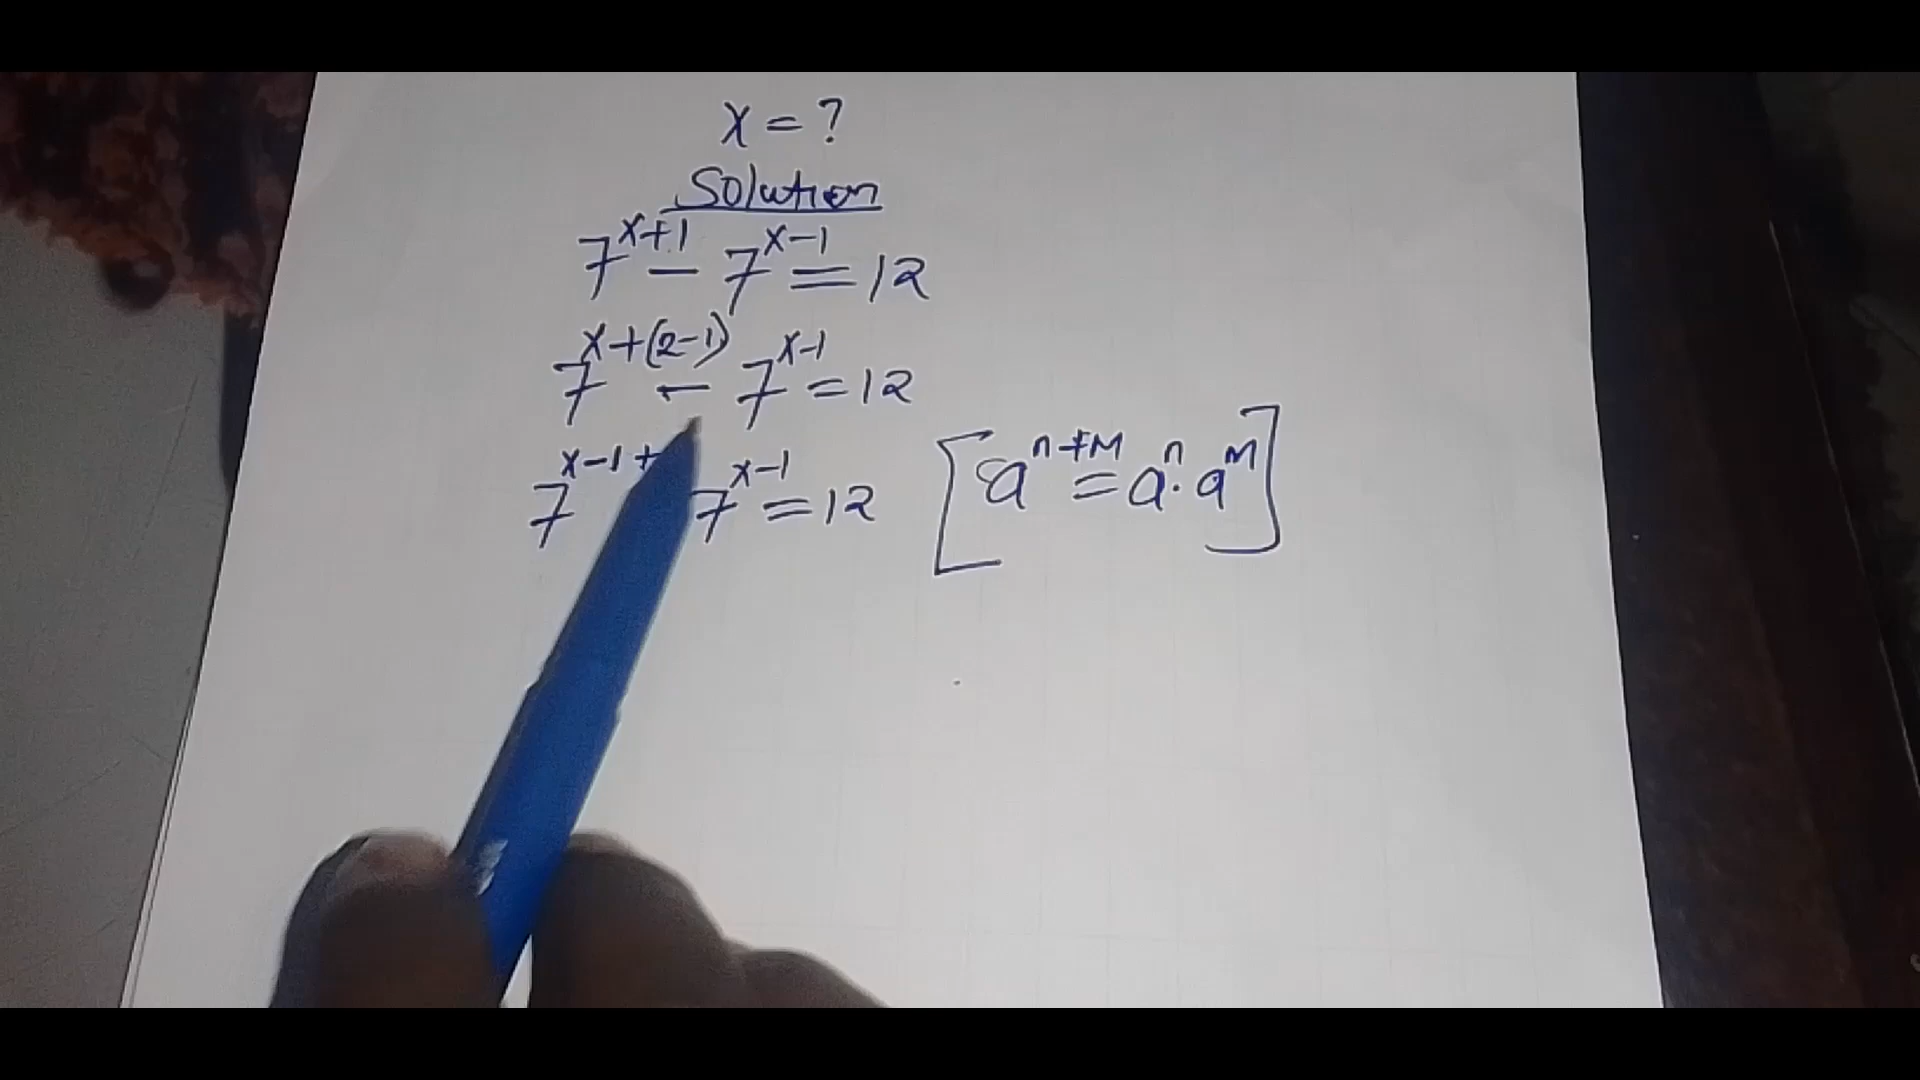 x = ?
Solution
7^{x+1} - 7^{x-1} = 12
7^{x+(2-1)} - 7^{x-1} = 12
7^{x-1+} 7^{x-1} = 12 [a^{n+m} = a^n . a^m]